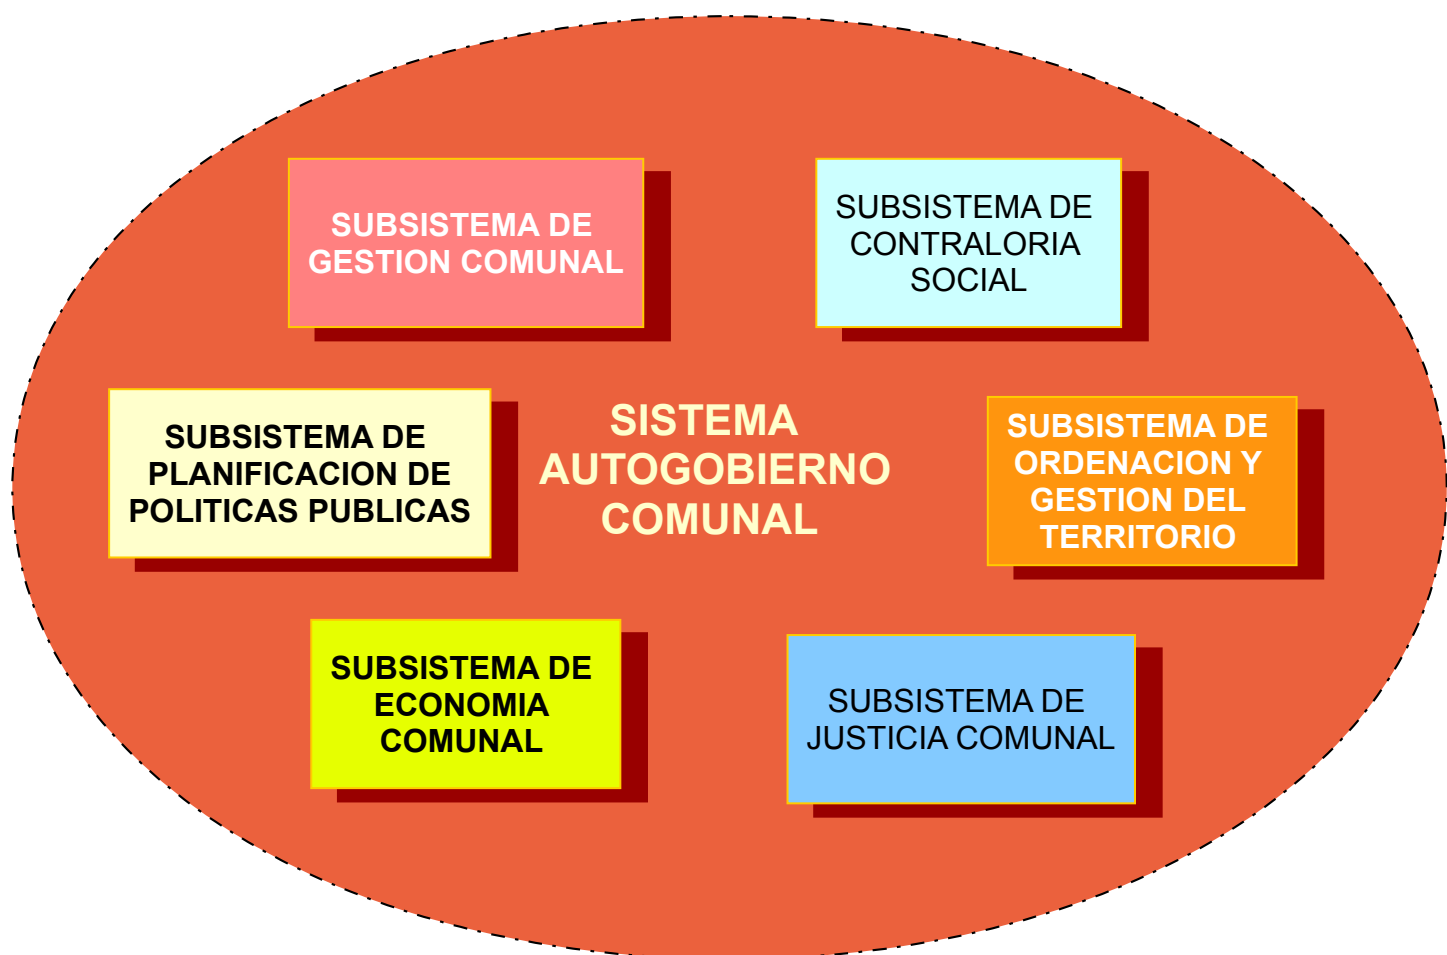 SUBSISTEMA DE
GESTION COMUNAL
SUBSISTEMA DE
CONTRALORIA
SOCIAL
SUBSISTEMA DE
PLANIFICACION DE
POLITICAS PUBLICAS
SISTEMA
AUTOGOBIERNO
COMUNAL
SUBSISTEMA DE
ORDENACION Y
GESTION DEL
TERRITORIO
SUBSISTEMA DE
ECONOMIA
COMUNAL
SUBSISTEMA DE
JUSTICIA COMUNAL